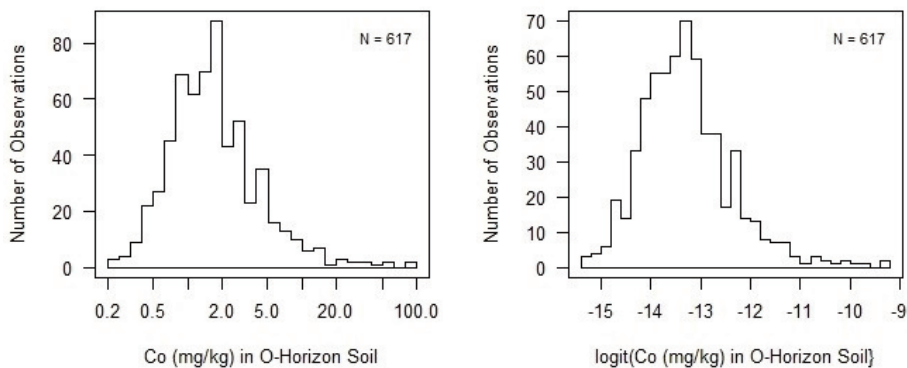 N = 617
Number of Observations
80
60
40
20
0
0.2 0.5 2.0 5.0 20.0 100.0
Co (mg/kg) in O-Horizon Soil
N = 617
Number of Observations
70
60
50
40
30
20
10
0
-15 -14 -13 -12 -11 -10 -9
logit(Co (mg/kg) in O-Horizon Soil}